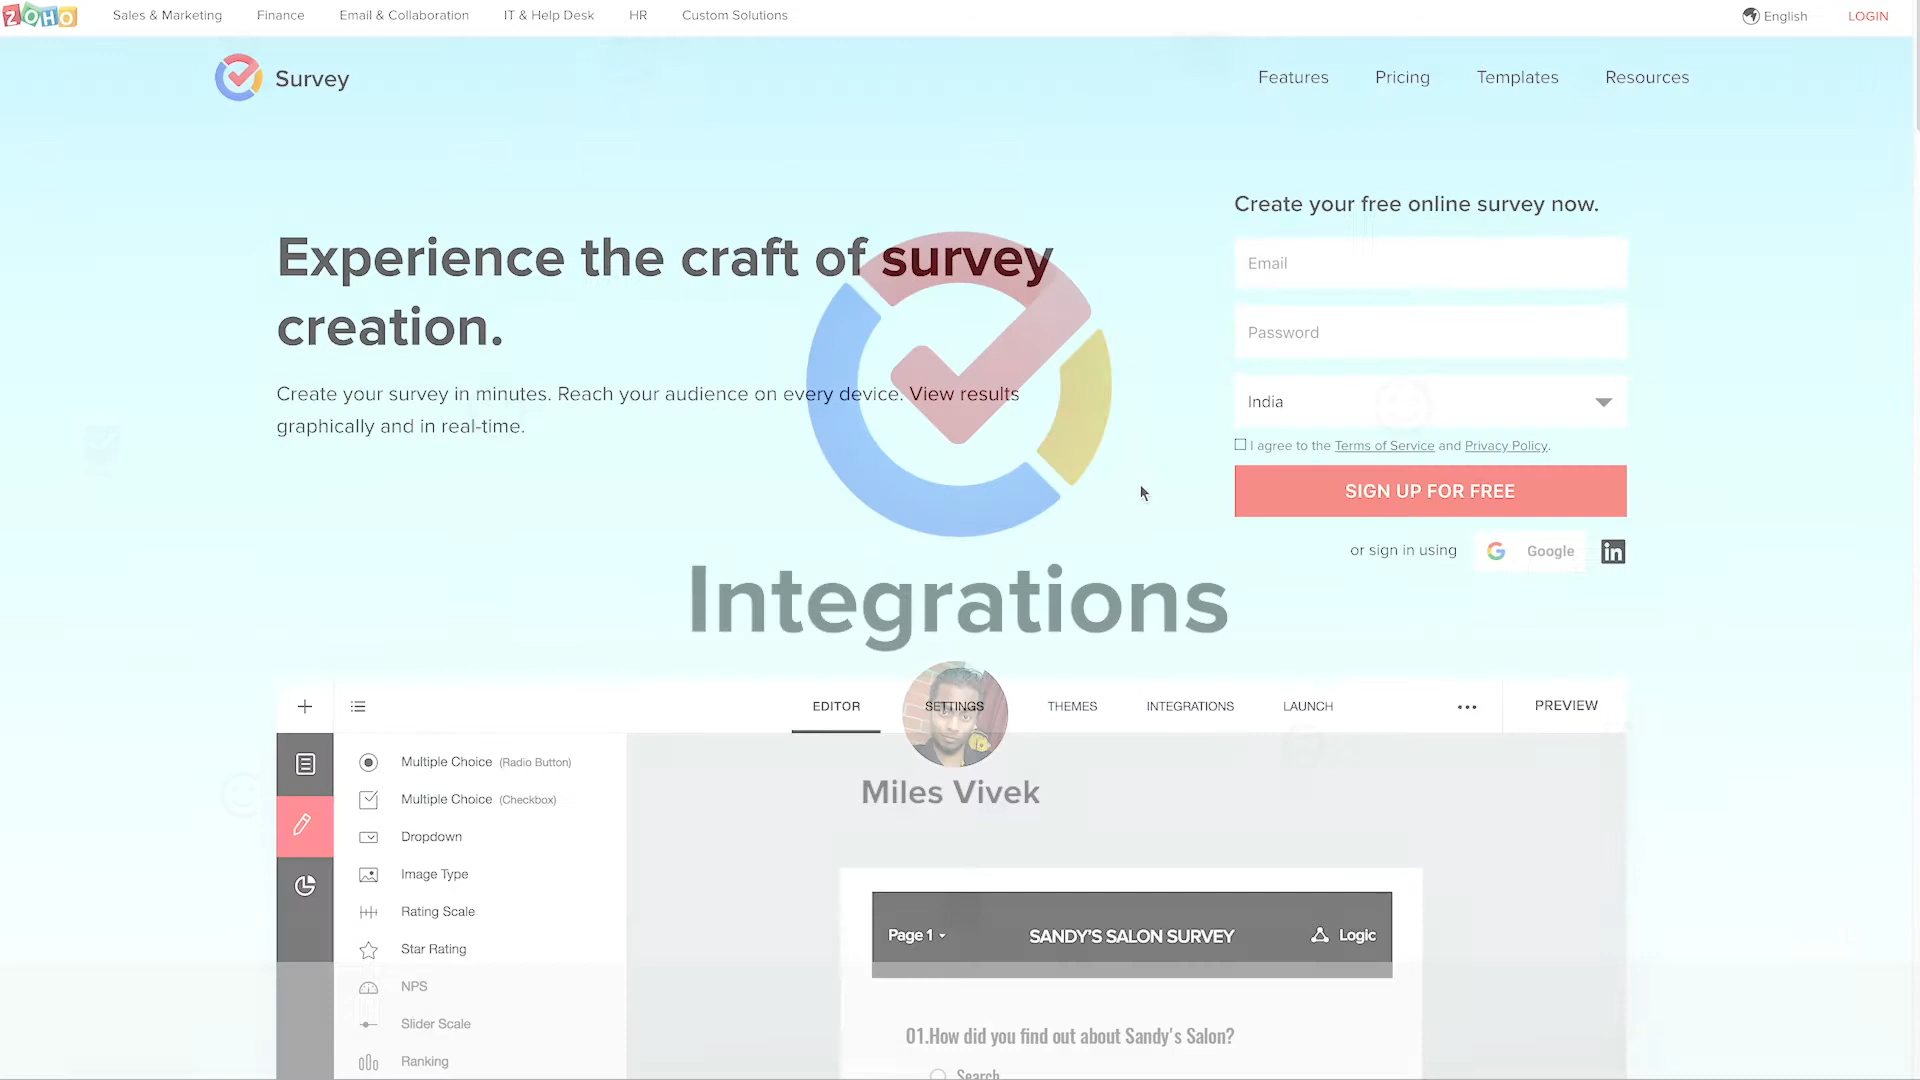 ZOHO
Sales & Marketing
Finance
Email & Collaboration
IT & Help Desk
HR
Custom Solutions
English
LOGIN
Survey
Features
Pricing
Templates
Resources
Experience the craft of survey
creation.
Create your survey in minutes. Reach your audience on every device. View results
graphically and in real-time.
Create your free online survey now.
Email
Password
India
I agree to the Terms of Service and Privacy Policy.
SIGN UP FOR FREE
or sign in using
Google
in
Integrations
Miles Vivek
EDITOR
SETTINGS
THEMES
INTEGRATIONS
LAUNCH
PREVIEW
Multiple Choice (Radio Button)
Multiple Choice (Checkbox)
Dropdown
Image Type
Rating Scale
Star Rating
NPS
Slider Scale
Ranking
Page 1
SANDY'S SALON SURVEY
Logic
01.How did you find out about Sandy's Salon?
Search